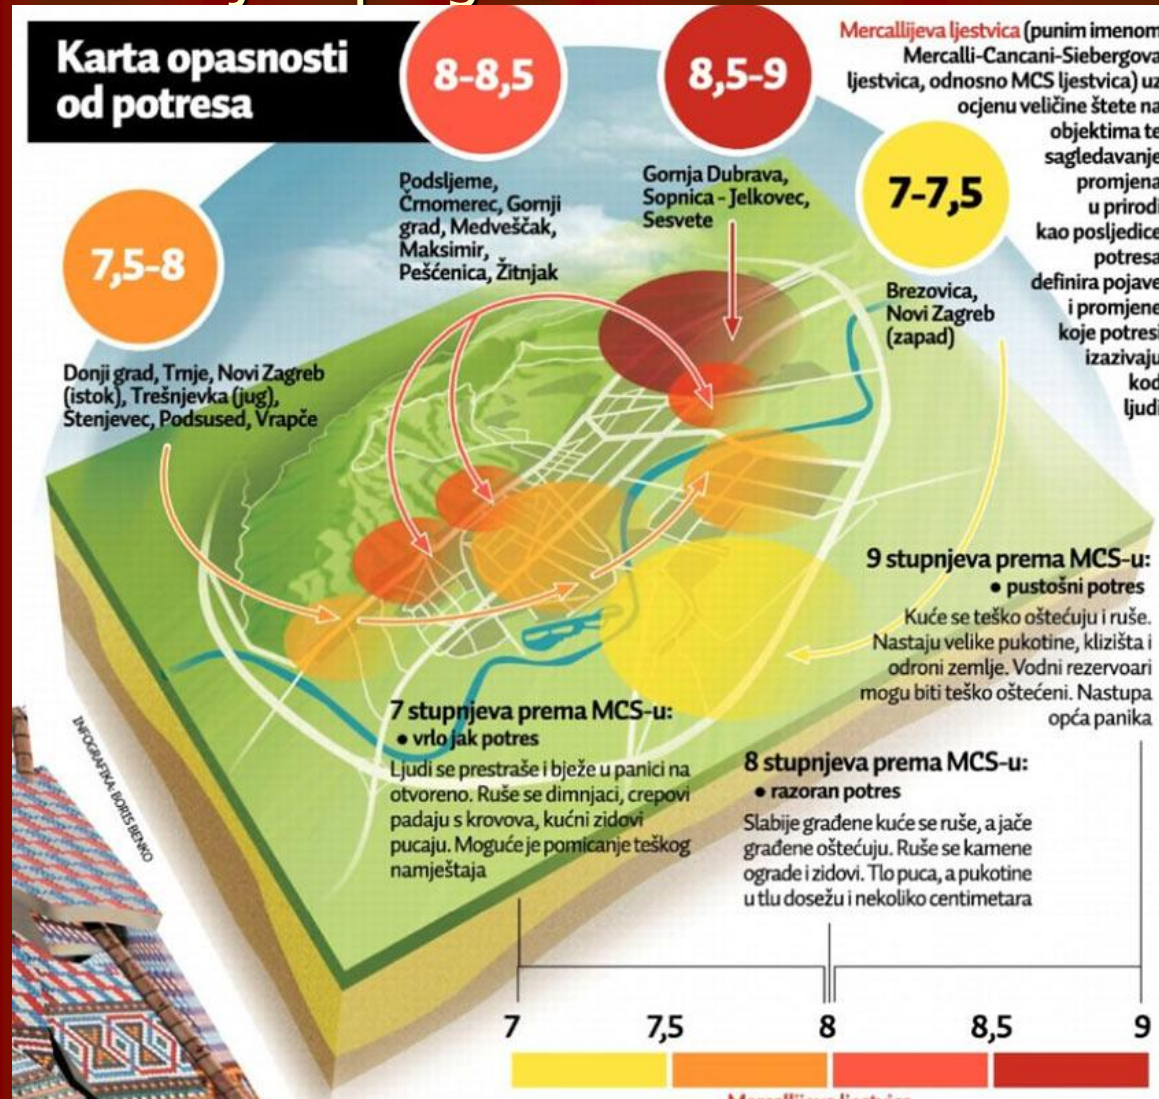 Karta opasnosti
od potresa
8-8,5
Podsljeme,
Črnomerec, Gornji
grad, Medveščak,
Maksimir,
Pešćenica, Žitnjak
8,5-9
Gornja Dubrava,
Sopnica - Jelkovec,
Sesvete
Mercallijeva ljestvica (punim imenom
Mercalli-Cancani-Siebergova
ljestvica, odnosno MCS ljestvica) uz
ocjenu veličine štete na
objektima te
sagledavanje
promjena
u prirodi
kao posljedice
potresa
definira pojave
i promjene
koje potresi
izazivaju
kod
ljudi
7-7,5
Brezovica,
Novi Zagreb
(zapad)
7,5-8
Donji grad, Trnje, Novi Zagreb
(istok), Trešnjevka (jug),
Stenjevec, Podsused, Vrapče
9 stupnjeva prema MCS-u:
• pustošni potres
Kuće se teško oštećuju i ruše.
Nastaju velike pukotine, klizišta i
odroni zemlje. Vodni rezervoari
mogu biti teško oštećeni. Nastupa
opća panika
7 stupnjeva prema MCS-u:
• vrlo jak potres
Ljudi se prestraše i bježe u panici na
otvoreno. Ruše se dimnjaci, crepovi
padaju s krovova, kućni zidovi
pucaju. Moguće je pomicanje teškog
namještaja
8 stupnjeva prema MCS-u:
• razoran potres
Slabije građene kuće se ruše, a jače
građene oštećuju. Ruše se kamene
ograde i zidovi. Tlo puca, a pukotine
u tlu dosežu i nekoliko centimetara
INFOGRAFIKA: BORIS BENKO
7 7,5 8 8,5 9
Mercallijeva ljestvica